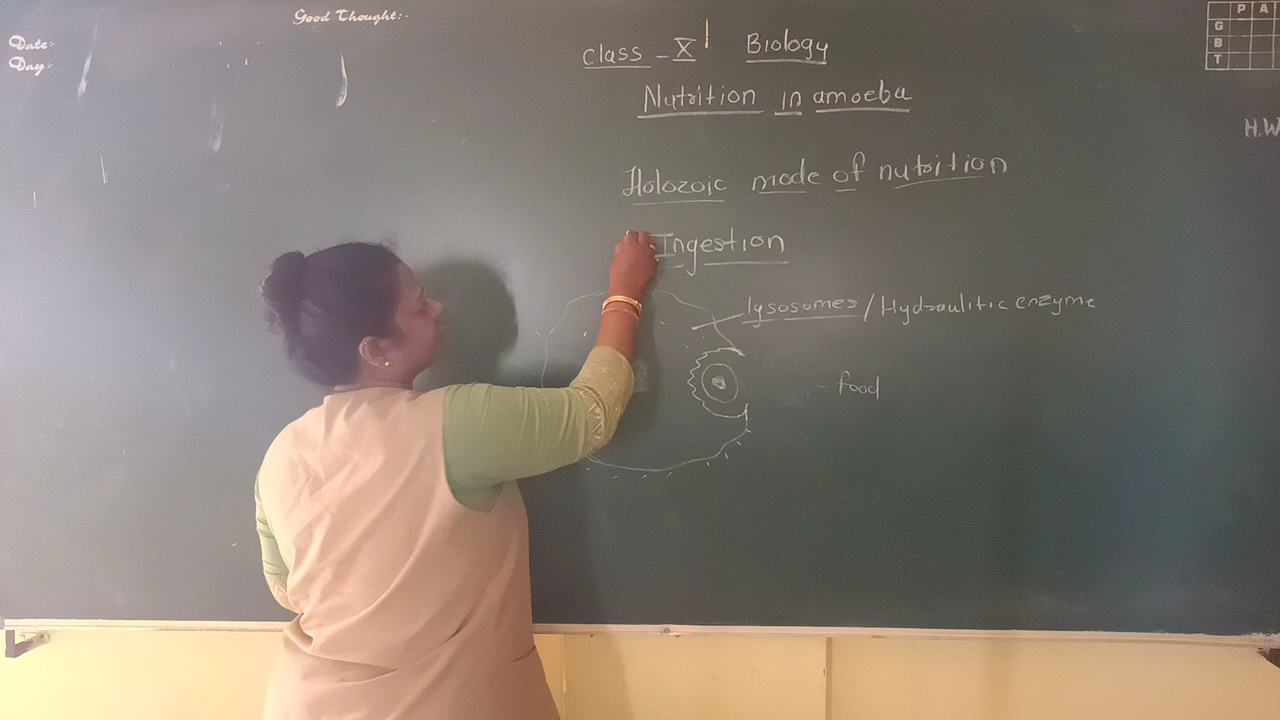 Good Thought:-
Date:-
Day:-
P A
G
B
T
H.W
Class - X Biology
Nutrition in amoeba
Holozoic mode of nutrition
Ingestion
lysosomes / Hydraulitic enzyme
- food